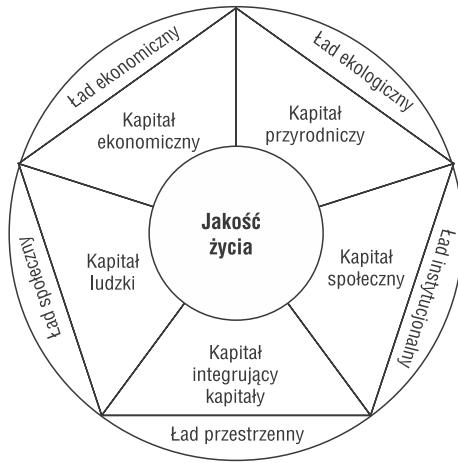 Ład ekonomiczny
Ład ekologiczny
Kapitał
ekonomiczny
Kapitał
przyrodniczy
Jakość
życia
Ład społeczny
Kapitał
ludzki
Kapitał
społeczny
Ład instytucjonalny
Kapitał
integrujący
kapitały
Ład przestrzenny